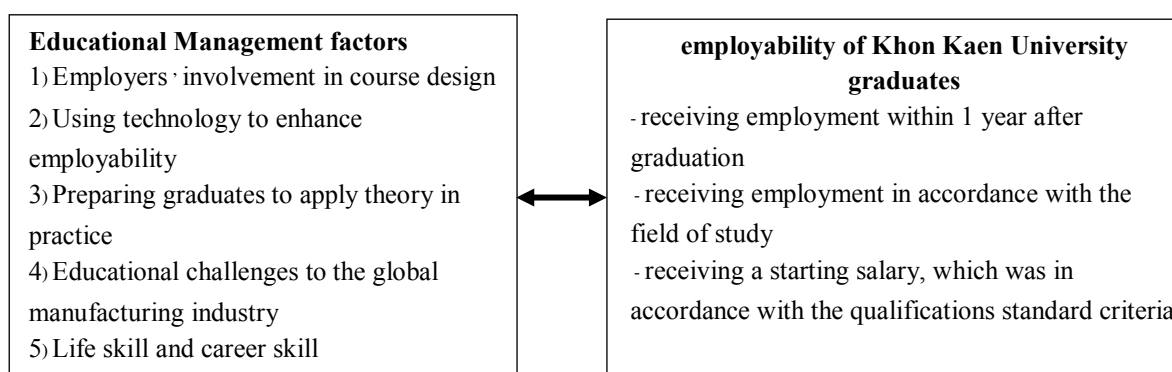 Educational Management factors
1) Employers' involvement in course design
2) Using technology to enhance
employability
3) Preparing graduates to apply theory in
practice
4) Educational challenges to the global
manufacturing industry
5) Life skill and career skill
employability of Khon Kaen University
graduates
- receiving employment within 1 year after
graduation
- receiving employment in accordance with the
field of study
- receiving a starting salary, which was in
accordance with the qualifications standard criteria